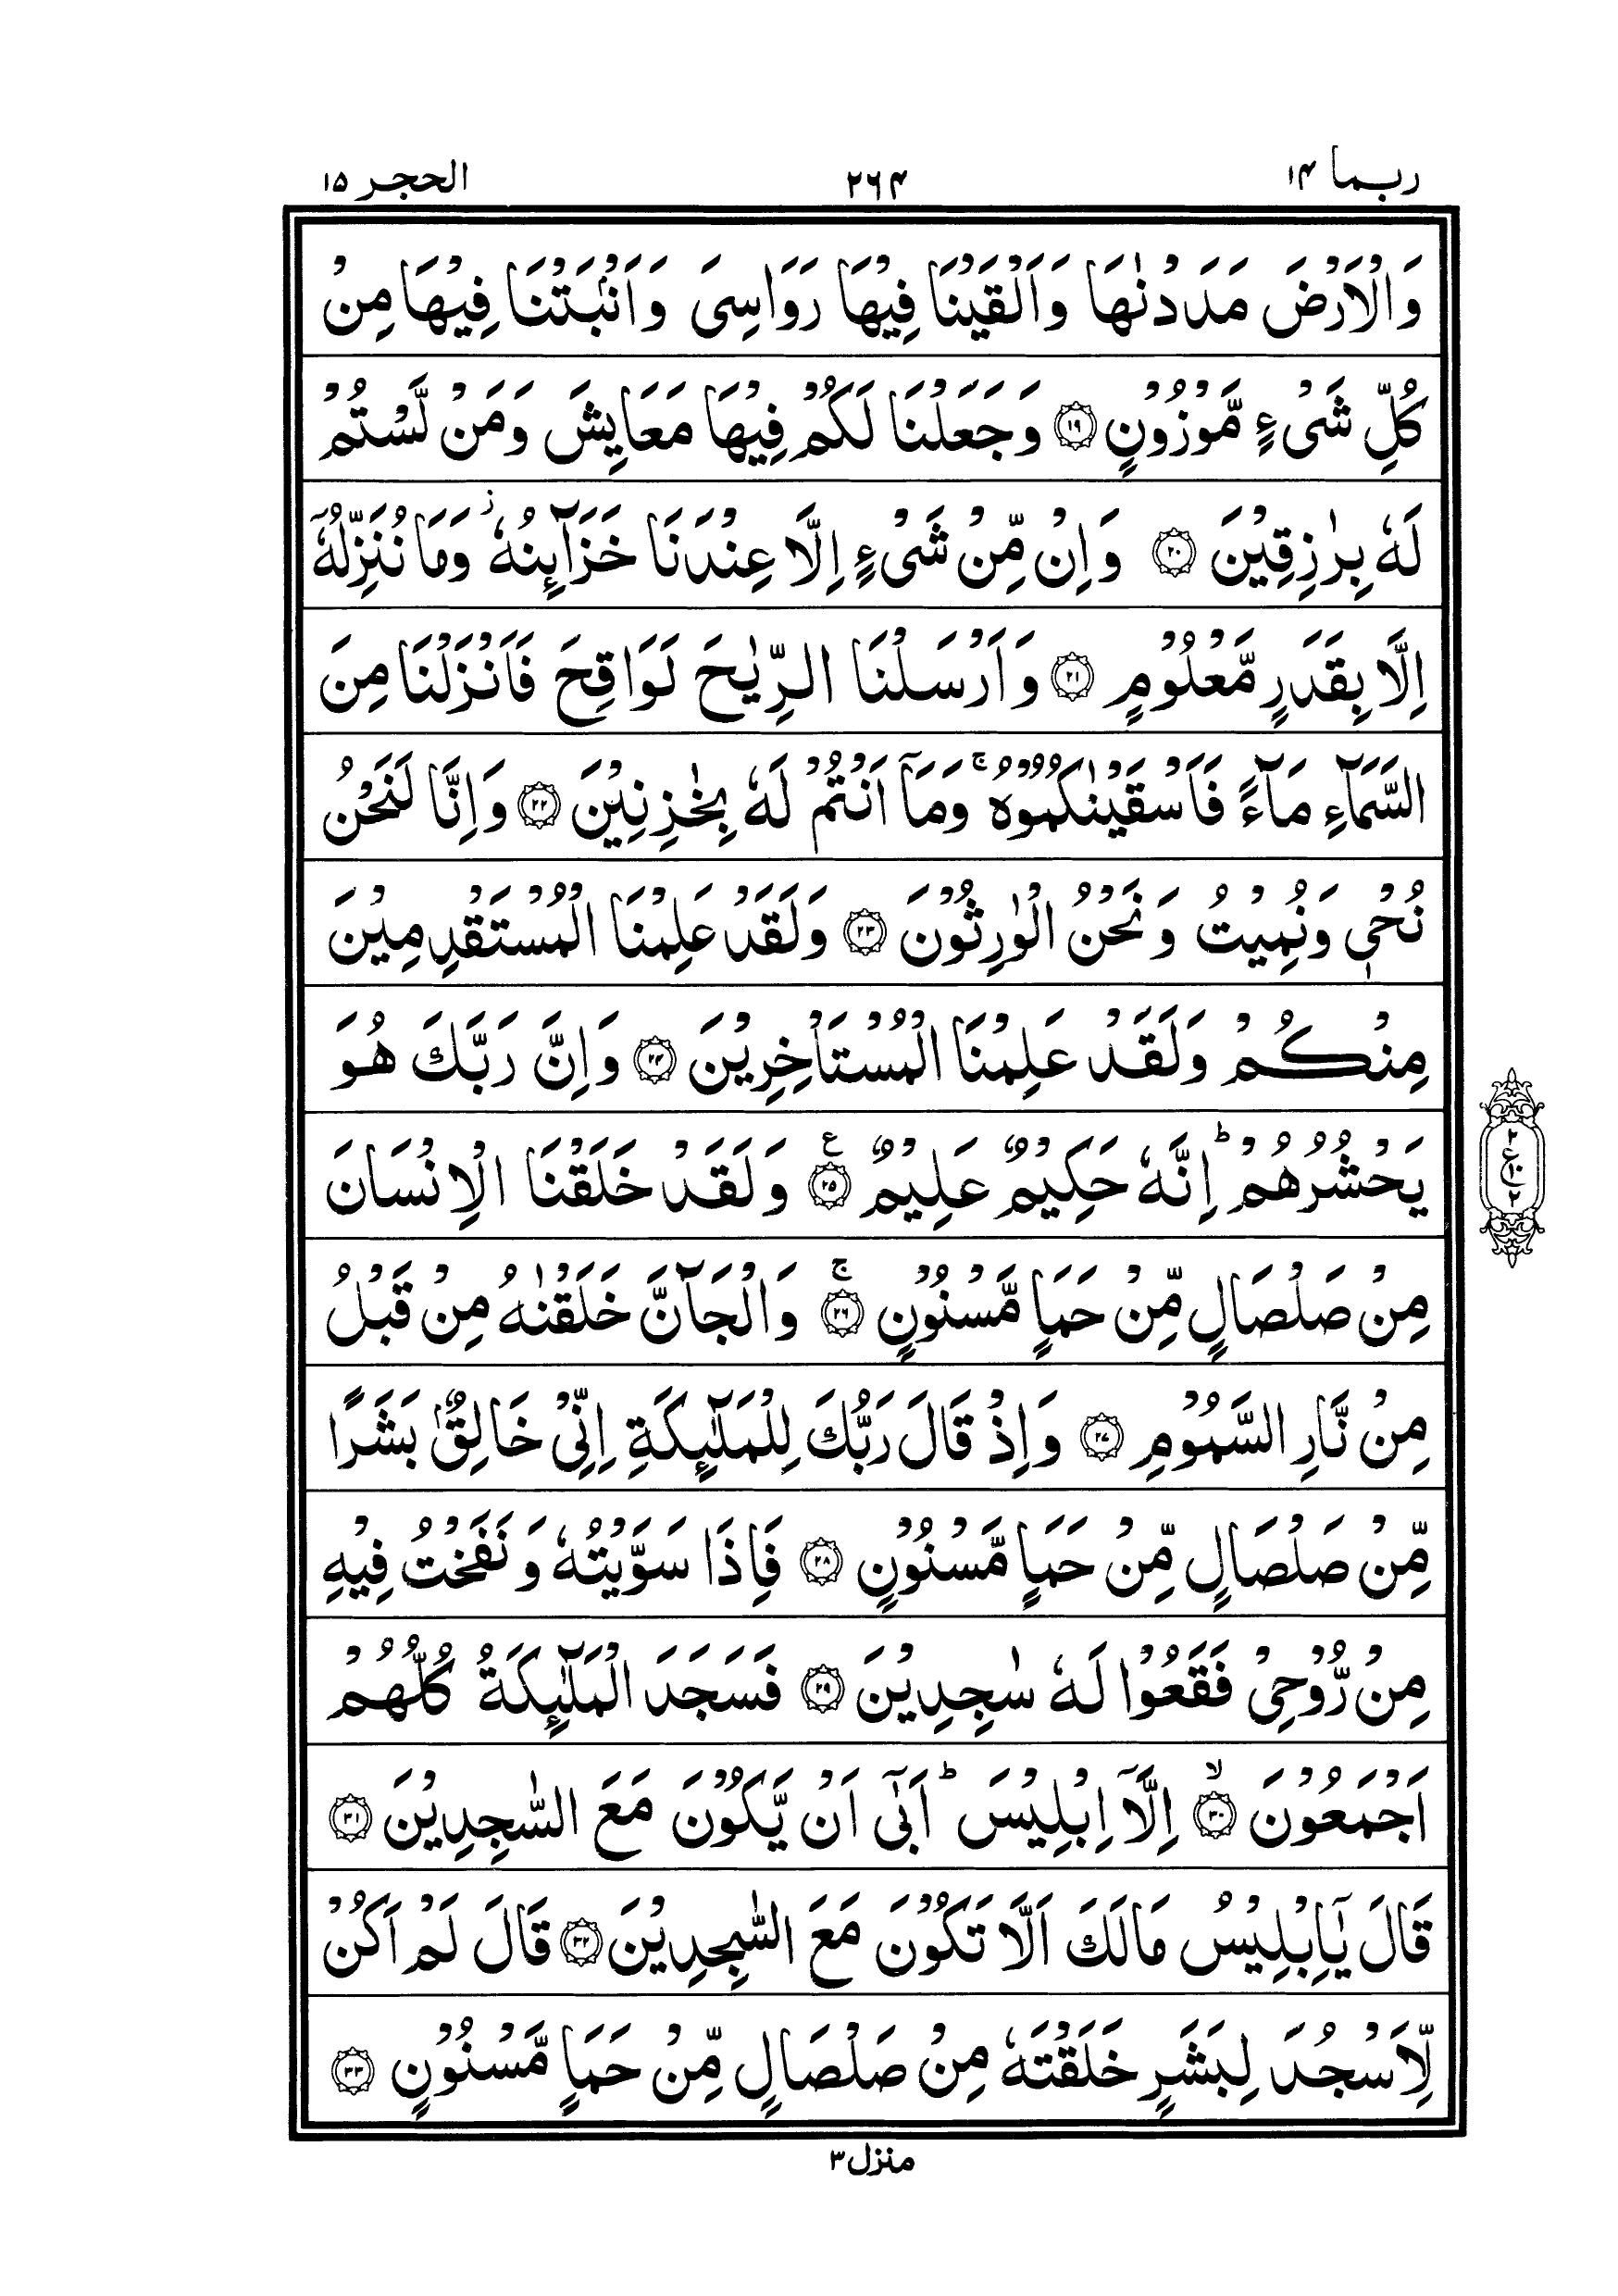 ربما ۱۴
۲۶۴
الحجر ۱۵
وَالْاَرْضَ مَدَدْنٰهَا وَاَلْقَيْنَا فِيْهَا رَوَاسِىَ وَاَنْۢبَتْنَا فِيْهَا مِنْ
كُلِّ شَىْءٍ مَّوْزُوْنٍ ۝۱۹ وَجَعَلْنَا لَكُمْ فِيْهَا مَعَايِشَ وَمَنْ لَّسْتُمْ
لَهٗ بِرٰزِقِيْنَ ۝۲۰ وَاِنْ مِّنْ شَىْءٍ اِلَّا عِنْدَنَا خَزَآئِنُهٗ ز وَمَا نُنَزِّلُهٗۤ
اِلَّا بِقَدَرٍ مَّعْلُوْمٍ ۝۲۱ وَاَرْسَلْنَا الرِّيٰحَ لَوَاقِحَ فَاَنْزَلْنَا مِنَ
السَّمَآءِ مَآءً فَاَسْقَيْنٰكُمُوْهُ ۚ وَمَاۤ اَنْتُمْ لَهٗ بِخٰزِنِيْنَ ۝۲۲ وَاِنَّا لَنَحْنُ
نُحْىٖ وَنُمِيْتُ وَنَحْنُ الْوٰرِثُوْنَ ۝۲۳ وَلَقَدْ عَلِمْنَا الْمُسْتَقْدِمِيْنَ
مِنْكُمْ وَلَقَدْ عَلِمْنَا الْمُسْتَاْخِرِيْنَ ۝۲۴ وَاِنَّ رَبَّكَ هُوَ
يَحْشُرُهُمْ ؕ اِنَّهٗ حَكِيْمٌ عَلِيْمٌ ۝۲۵ ع وَلَقَدْ خَلَقْنَا الْاِنْسَانَ
مِنْ صَلْصَالٍ مِّنْ حَمَاٍ مَّسْنُوْنٍ ۝۲۶ ۚ وَالْجَآنَّ خَلَقْنٰهُ مِنْ قَبْلُ
مِنْ نَّارِ السَّمُوْمِ ۝۲۷ وَاِذْ قَالَ رَبُّكَ لِلْمَلٰٓئِكَةِ اِنِّىْ خَالِقٌۢ بَشَرًا
مِّنْ صَلْصَالٍ مِّنْ حَمَاٍ مَّسْنُوْنٍ ۝۲۸ فَاِذَا سَوَّيْتُهٗ وَنَفَخْتُ فِيْهِ
مِنْ رُّوْحِىْ فَقَعُوْا لَهٗ سٰجِدِيْنَ ۝۲۹ فَسَجَدَ الْمَلٰٓئِكَةُ كُلُّهُمْ
اَجْمَعُوْنَ ۝۳۰ ۙ اِلَّاۤ اِبْلِيْسَ ؕ اَبٰٓى اَنْ يَّكُوْنَ مَعَ السّٰجِدِيْنَ ۝۳۱
قَالَ يٰۤاِبْلِيْسُ مَا لَكَ اَلَّا تَكُوْنَ مَعَ السّٰجِدِيْنَ ۝۳۲ قَالَ لَمْ اَكُنْ
لِّاَسْجُدَ لِبَشَرٍ خَلَقْتَهٗ مِنْ صَلْصَالٍ مِّنْ حَمَاٍ مَّسْنُوْنٍ ۝۳۳
۲
ع
۱۰
۲
منزل ۳